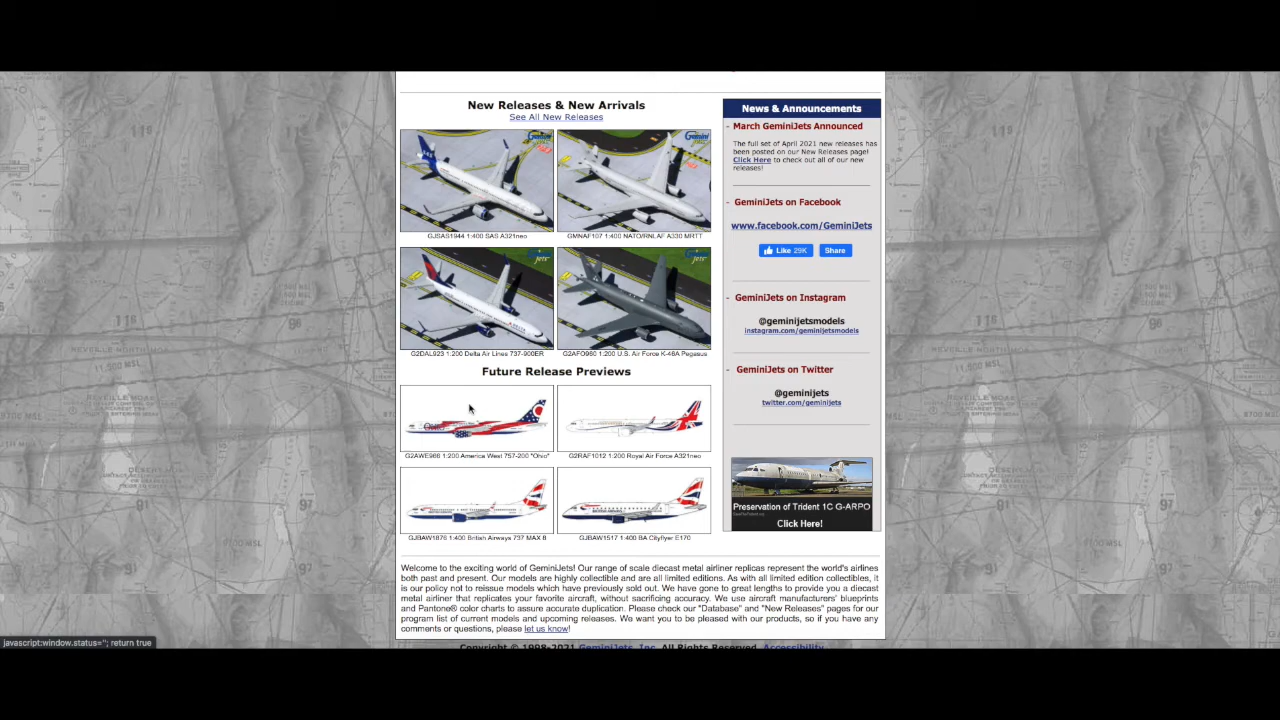 New Releases & New Arrivals
See All New Releases
GJSAS1944 1:400 SAS A321neo
GMNAF107 1:400 NATO/RNLAF A330 MRTT
G2DAL923 1:200 Delta Air Lines 737-900ER
G2AFO980 1:200 U.S. Air Force K-46A Pegasus
Future Release Previews
G2AWE966 1:200 America West 757-200 "Ohio"
G2RAF1012 1:200 Royal Air Force A321neo
GJBAW1876 1:400 British Airways 737 MAX 8
GJBAW1517 1:400 BA Cityflyer E170
News & Announcements
- March GeminiJets Announced
The full set of April 2021 new releases has
been posted on our New Releases page!
Click Here to check out all of our new
releases!
- GeminiJets on Facebook
www.facebook.com/GeminiJets
Like 29K Share
- GeminiJets on Instagram
@geminijetsmodels
instagram.com/geminijetsmodels
- GeminiJets on Twitter
@geminijets
twitter.com/geminijets
Preservation of Trident 1C G-ARPO
Click Here!
Welcome to the exciting world of GeminiJets! Our range of scale diecast metal airliner replicas represent the world's airlines
both past and present. Our models are highly collectible and are all limited editions. As with all limited edition collectibles, it
is our policy not to reissue models which have previously sold out. We have gone to great lengths to provide you a diecast
metal airliner that replicates your favorite aircraft, without sacrificing accuracy. We use aircraft manufacturers' blueprints
and Pantone® color charts to assure accurate duplication. Please check our "Database" and "New Releases" pages for our
program list of current models and upcoming releases. We want you to be pleased with our products, so if you have any
comments or questions, please let us know!
Copyright © 1998-2021 GeminiJets, Inc. All Rights Reserved. Accessibility
javascript:window.status=''; return true